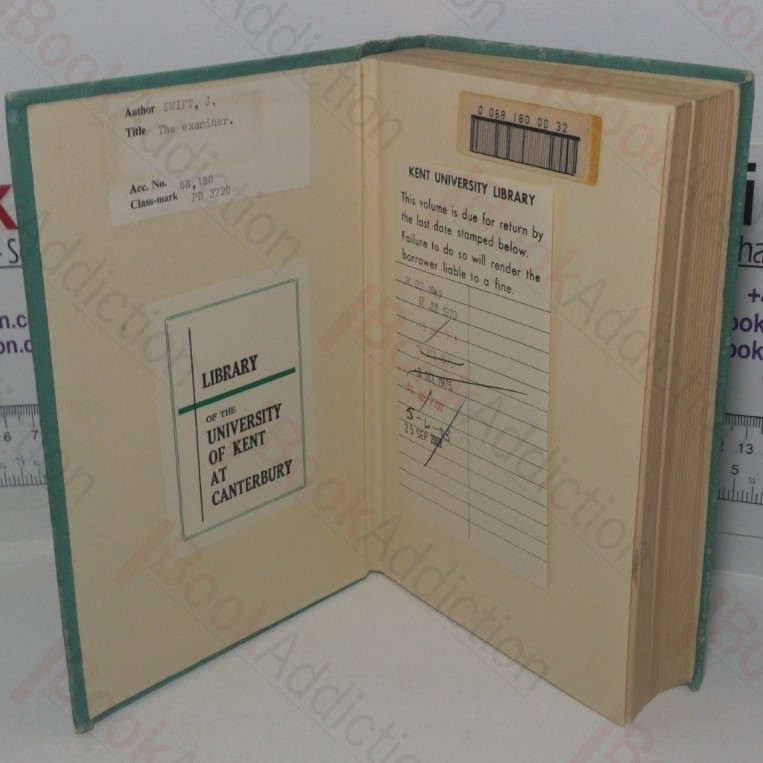 Author SWIFT, J.
Title The examiner.
Acc. No. 68,180
Class-mark PD 3720
LIBRARY
OF THE
UNIVERSITY
OF KENT
AT
CANTERBURY
0 068 180 00 32
KENT UNIVERSITY LIBRARY
This volume is due for return by
the last date stamped below.
Failure to do so will render the
borrower liable to a fine.
BookAddiction